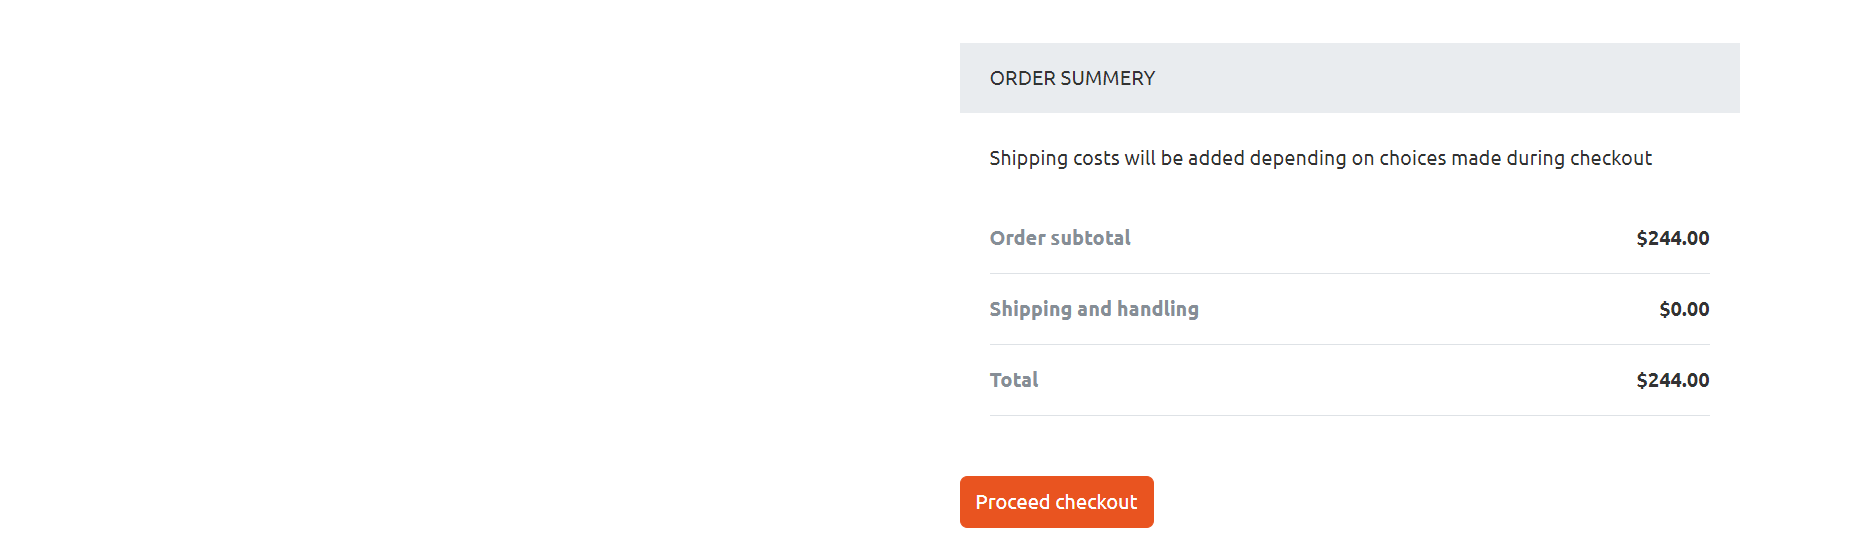 ORDER SUMMERY
Shipping costs will be added depending on choices made during checkout
Order subtotal $244.00
Shipping and handling $0.00
Total $244.00
Proceed checkout